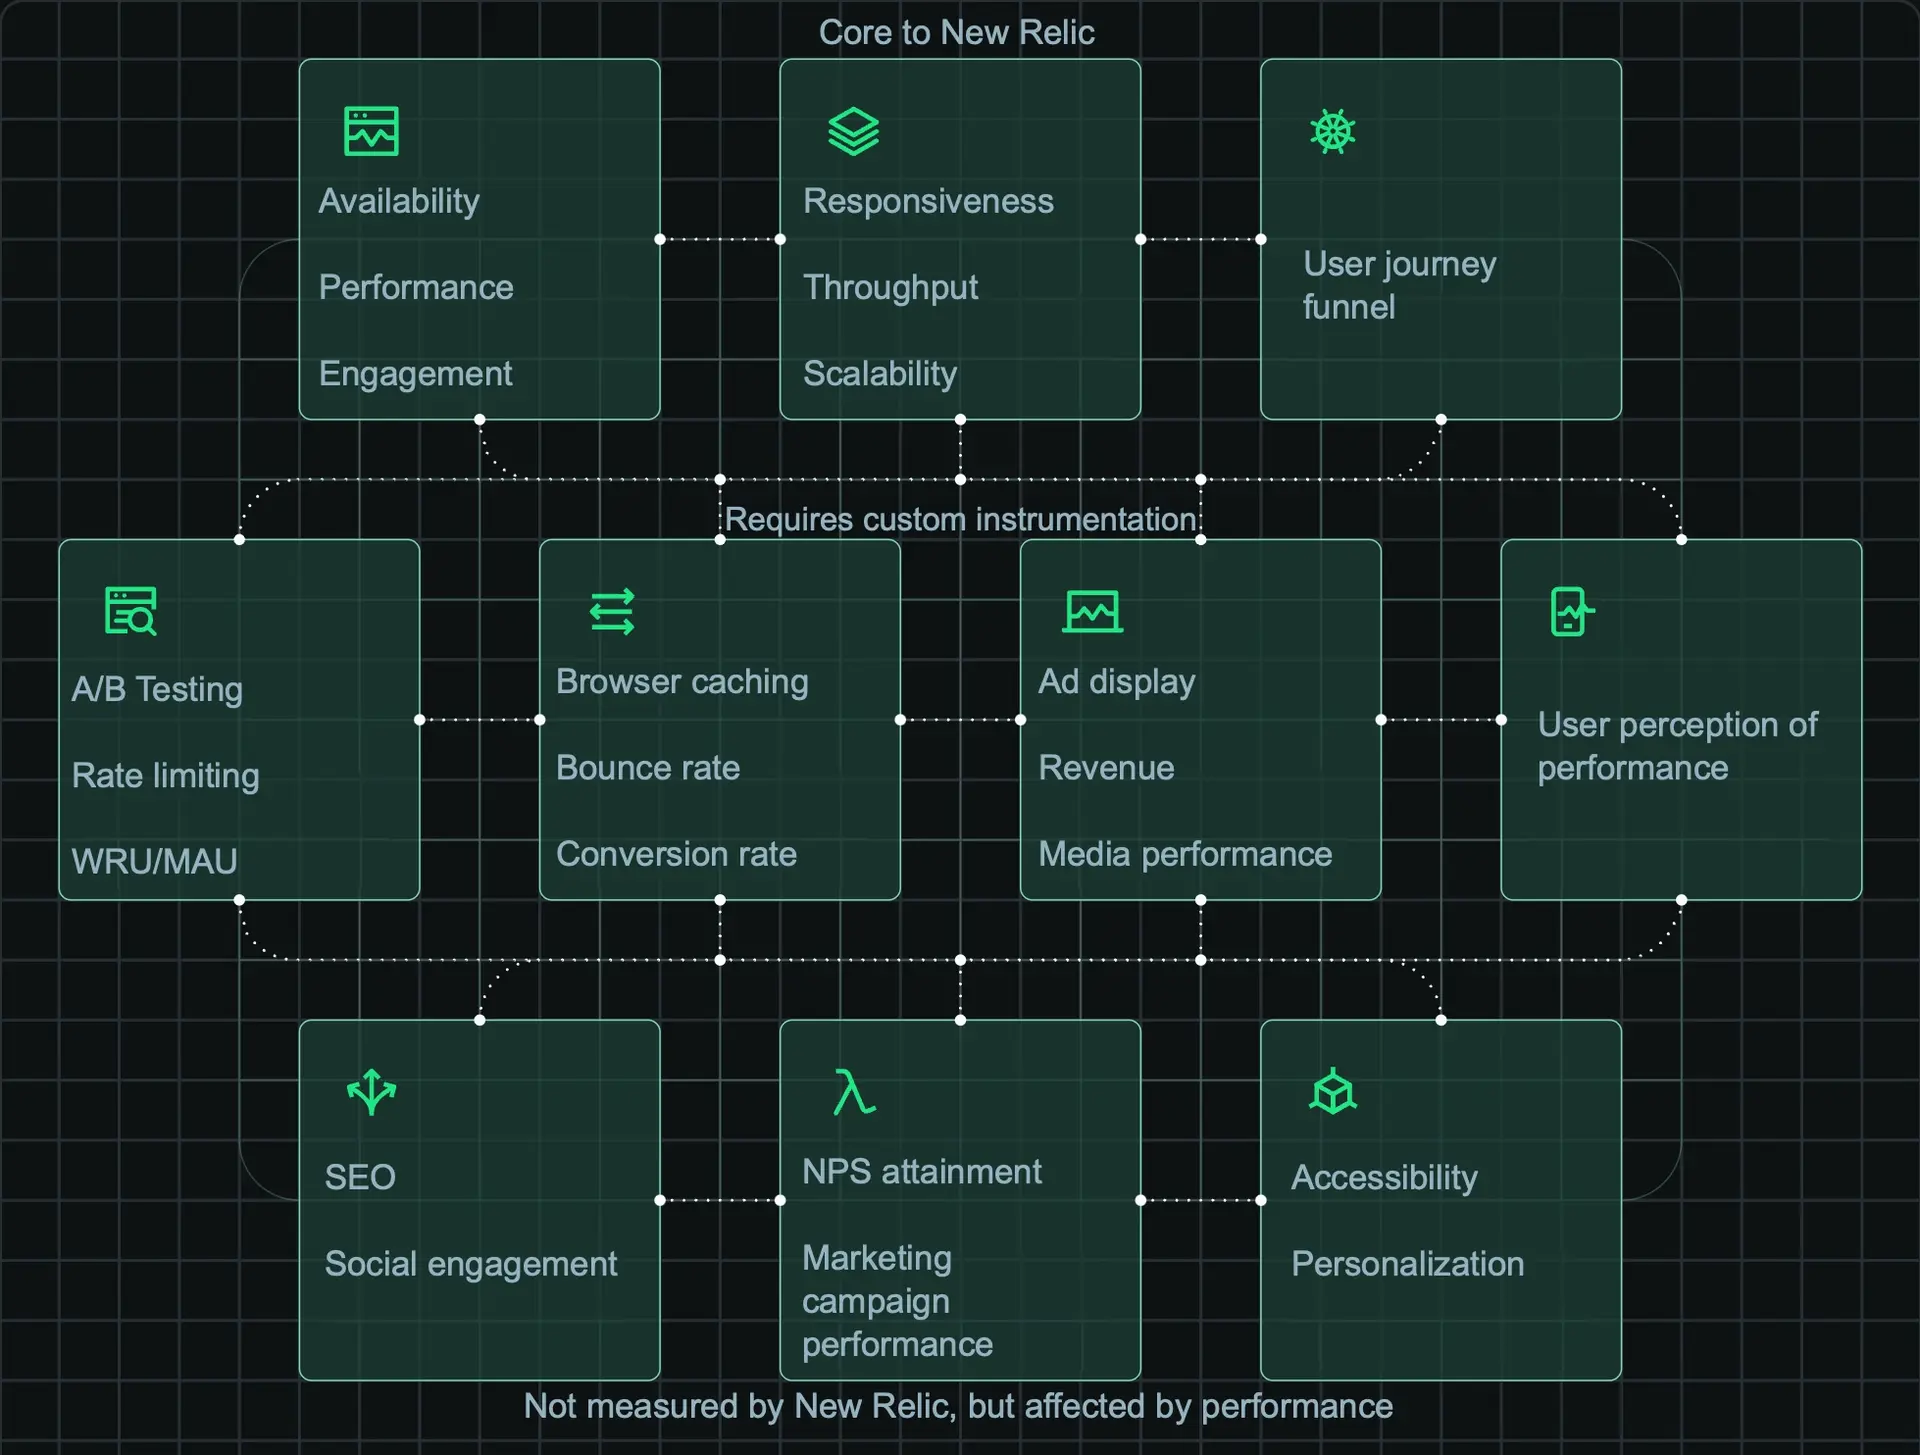 Core to New Relic
Availability
Performance
Engagement
Responsiveness
Throughput
Scalability
User journey
funnel
Requires custom instrumentation
A/B Testing
Rate limiting
WRU/MAU
Browser caching
Bounce rate
Conversion rate
Ad display
Revenue
Media performance
User perception of
performance
SEO
Social engagement
NPS attainment
Marketing
campaign
performance
Accessibility
Personalization
Not measured by New Relic, but affected by performance